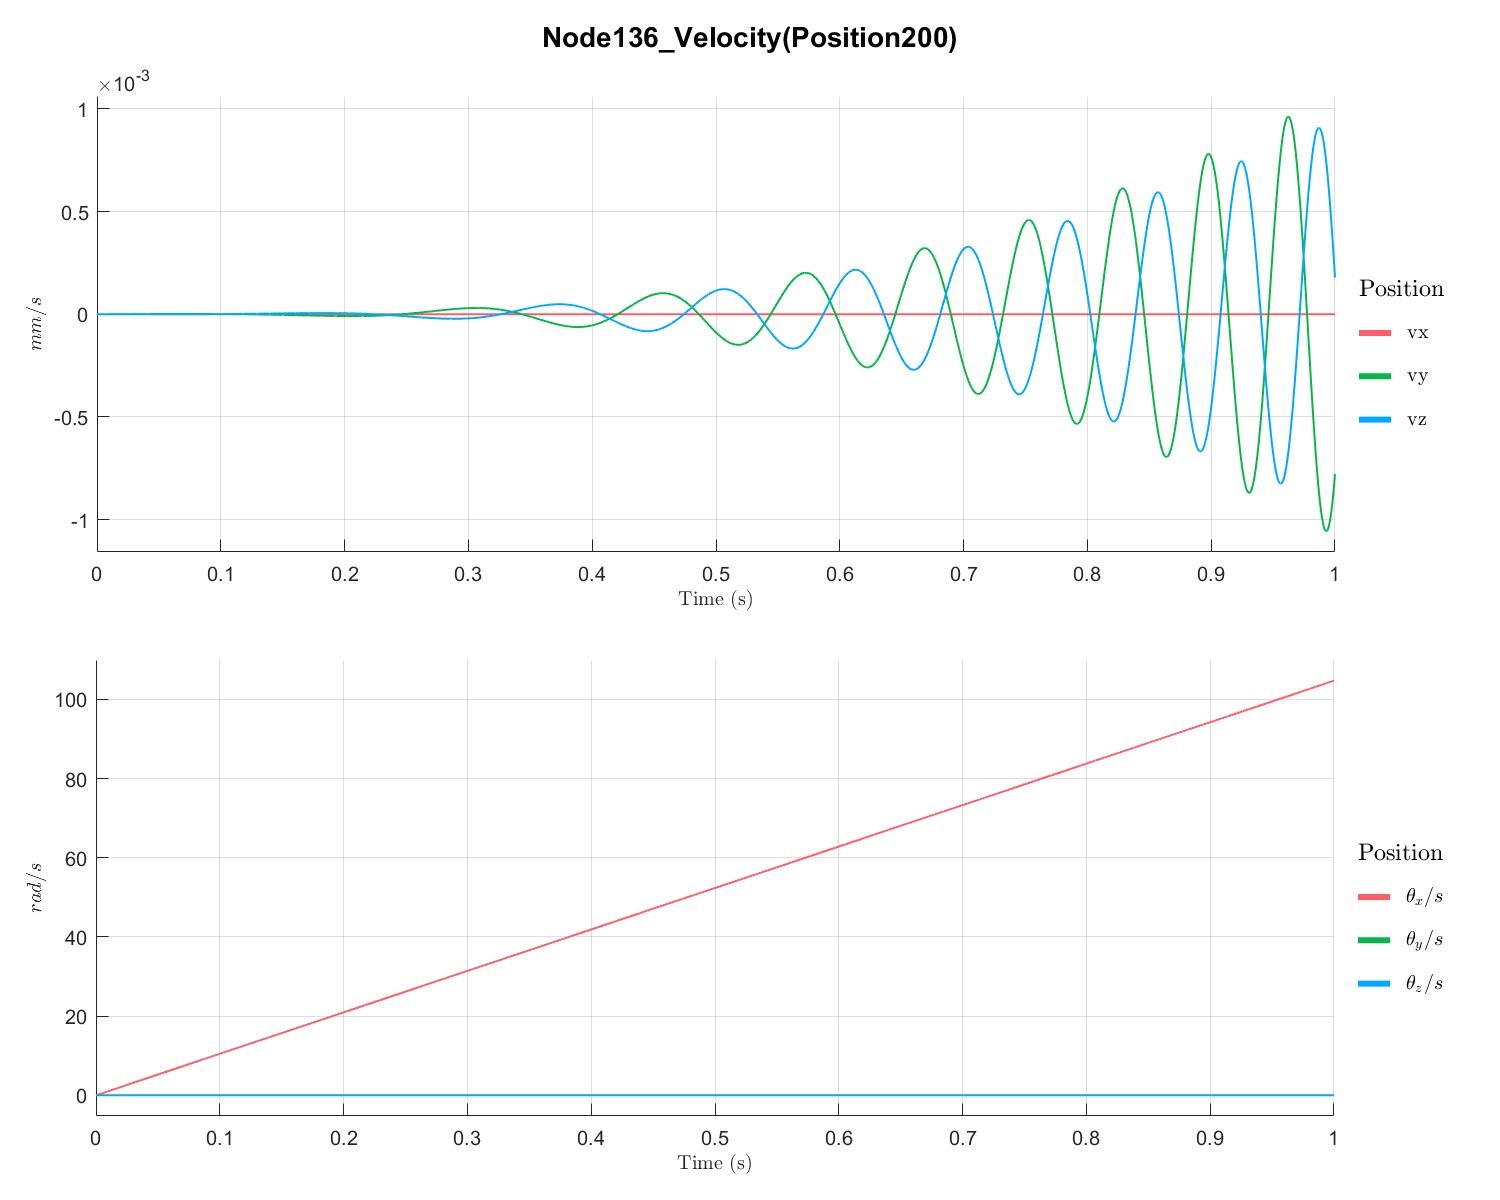 Node136_Velocity(Position200)
×10-3
1
0.5
0
-0.5
-1
mm/s
0 0.1 0.2 0.3 0.4 0.5 0.6 0.7 0.8 0.9 1
Time (s)
Position
vx
vy
vz
100
80
60
40
20
0
rad/s
0 0.1 0.2 0.3 0.4 0.5 0.6 0.7 0.8 0.9 1
Time (s)
Position
θx/s
θy/s
θz/s